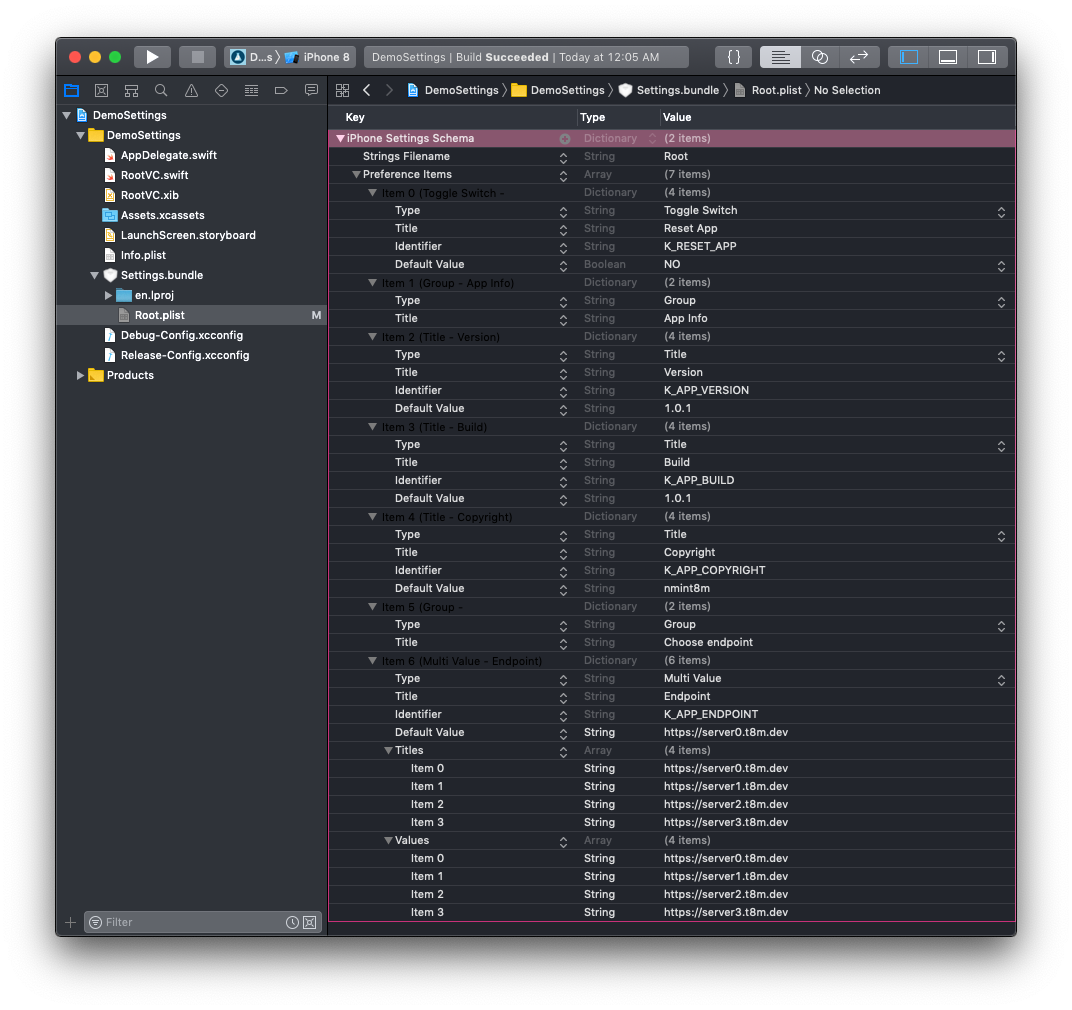 D...s iPhone 8 DemoSettings | Build Succeeded | Today at 12:05 AM {}
DemoSettings DemoSettings Settings.bundle Root.plist No Selection
DemoSettings
DemoSettings
AppDelegate.swift
RootVC.swift
RootVC.xib
Assets.xcassets
LaunchScreen.storyboard
Info.plist
Settings.bundle
en.lproj
Root.plist M
Debug-Config.xcconfig
Release-Config.xcconfig
Products
Filter
Key Type Value
iPhone Settings Schema Dictionary (2 items)
Strings Filename String Root
Preference Items Array (7 items)
Item 0 (Toggle Switch - Dictionary (4 items)
Type String Toggle Switch
Title String Reset App
Identifier String K_RESET_APP
Default Value Boolean NO
Item 1 (Group - App Info) Dictionary (2 items)
Type String Group
Title String App Info
Item 2 (Title - Version) Dictionary (4 items)
Type String Title
Title String Version
Identifier String K_APP_VERSION
Default Value String 1.0.1
Item 3 (Title - Build) Dictionary (4 items)
Type String Title
Title String Build
Identifier String K_APP_BUILD
Default Value String 1.0.1
Item 4 (Title - Copyright) Dictionary (4 items)
Type String Title
Title String Copyright
Identifier String K_APP_COPYRIGHT
Default Value String nmint8m
Item 5 (Group - Dictionary (2 items)
Type String Group
Title String Choose endpoint
Item 6 (Multi Value - Endpoint) Dictionary (6 items)
Type String Multi Value
Title String Endpoint
Identifier String K_APP_ENDPOINT
Default Value String https://server0.t8m.dev
Titles Array (4 items)
Item 0 String https://server0.t8m.dev
Item 1 String https://server1.t8m.dev
Item 2 String https://server2.t8m.dev
Item 3 String https://server3.t8m.dev
Values Array (4 items)
Item 0 String https://server0.t8m.dev
Item 1 String https://server1.t8m.dev
Item 2 String https://server2.t8m.dev
Item 3 String https://server3.t8m.dev